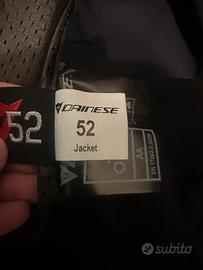 DAINESE
52
Jacket
52
AA
subito